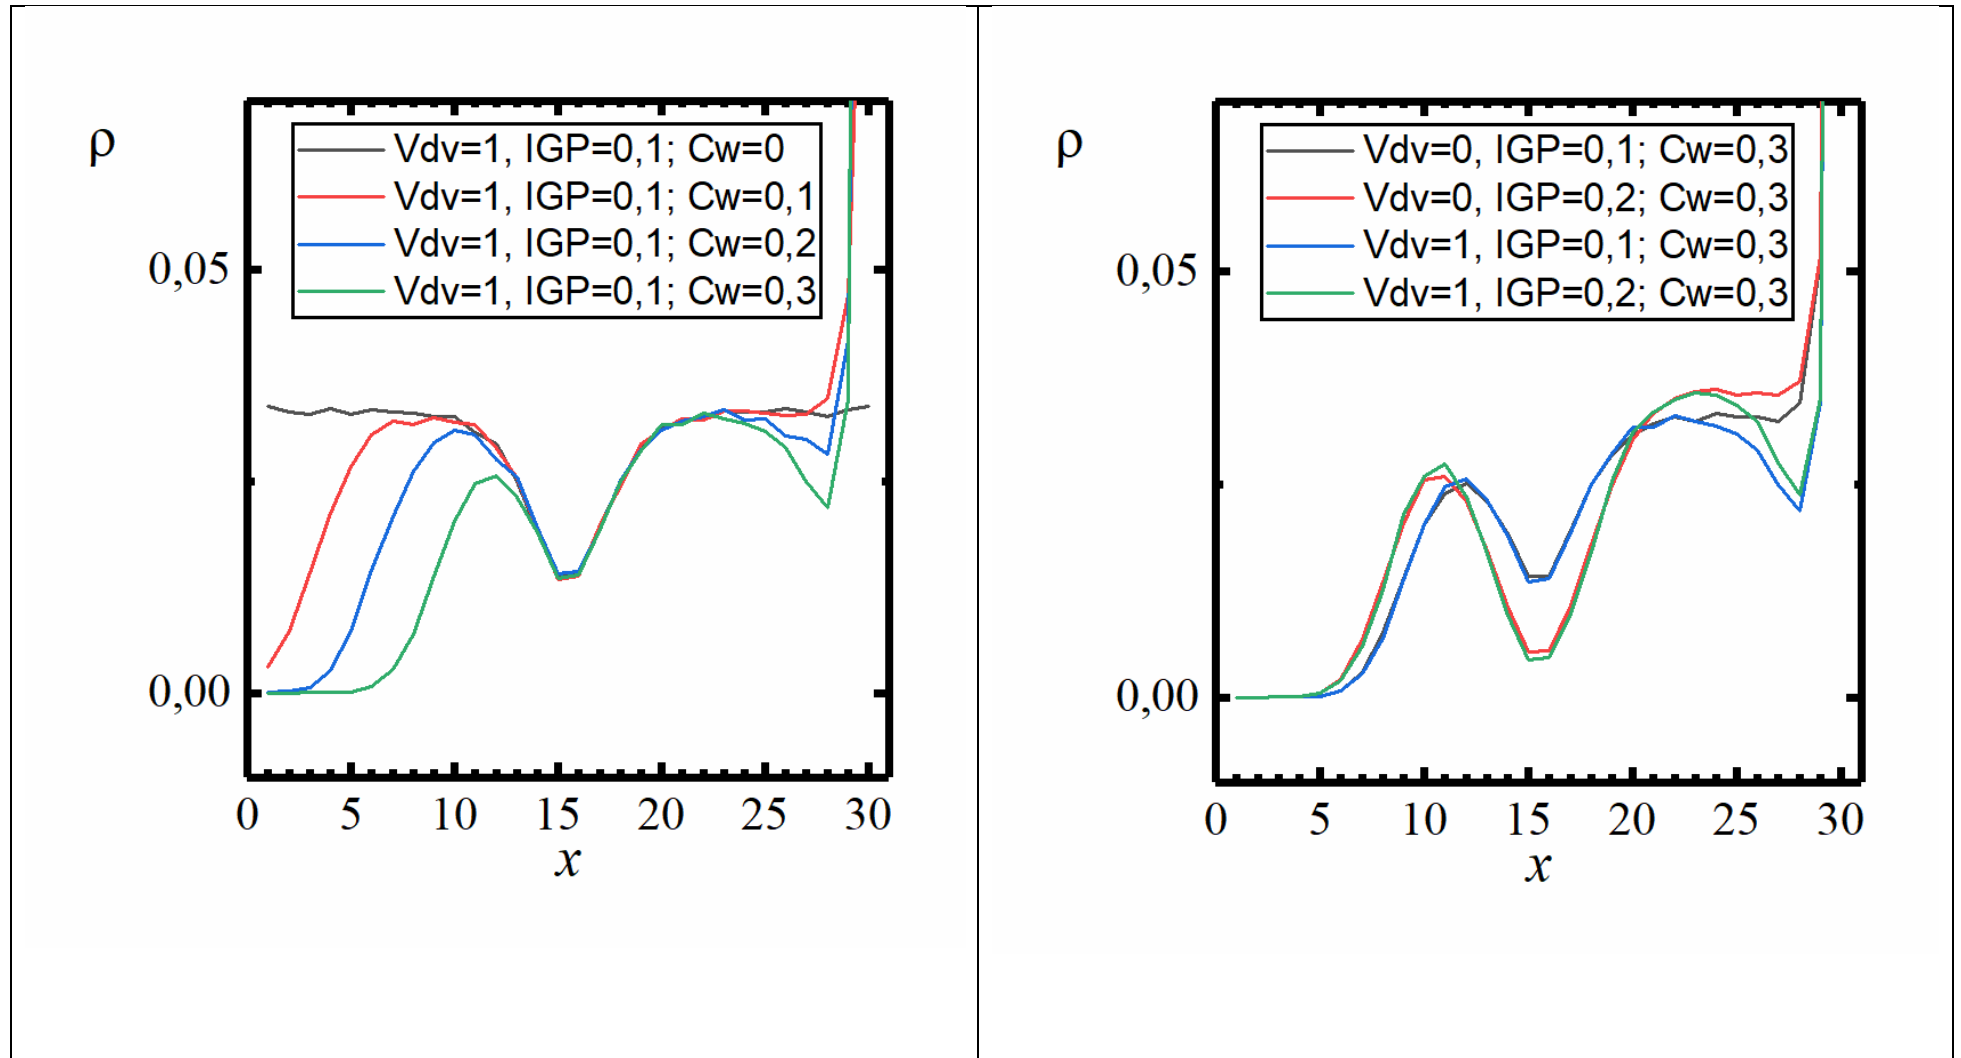 ρ
Vdv=1, IGP=0,1; Cw=0
Vdv=1, IGP=0,1; Cw=0,1
Vdv=1, IGP=0,1; Cw=0,2
Vdv=1, IGP=0,1; Cw=0,3
0,05
0,00
0 5 10 15 20 25 30
x
ρ
Vdv=0, IGP=0,1; Cw=0,3
Vdv=0, IGP=0,2; Cw=0,3
Vdv=1, IGP=0,1; Cw=0,3
Vdv=1, IGP=0,2; Cw=0,3
0,05
0,00
0 5 10 15 20 25 30
x